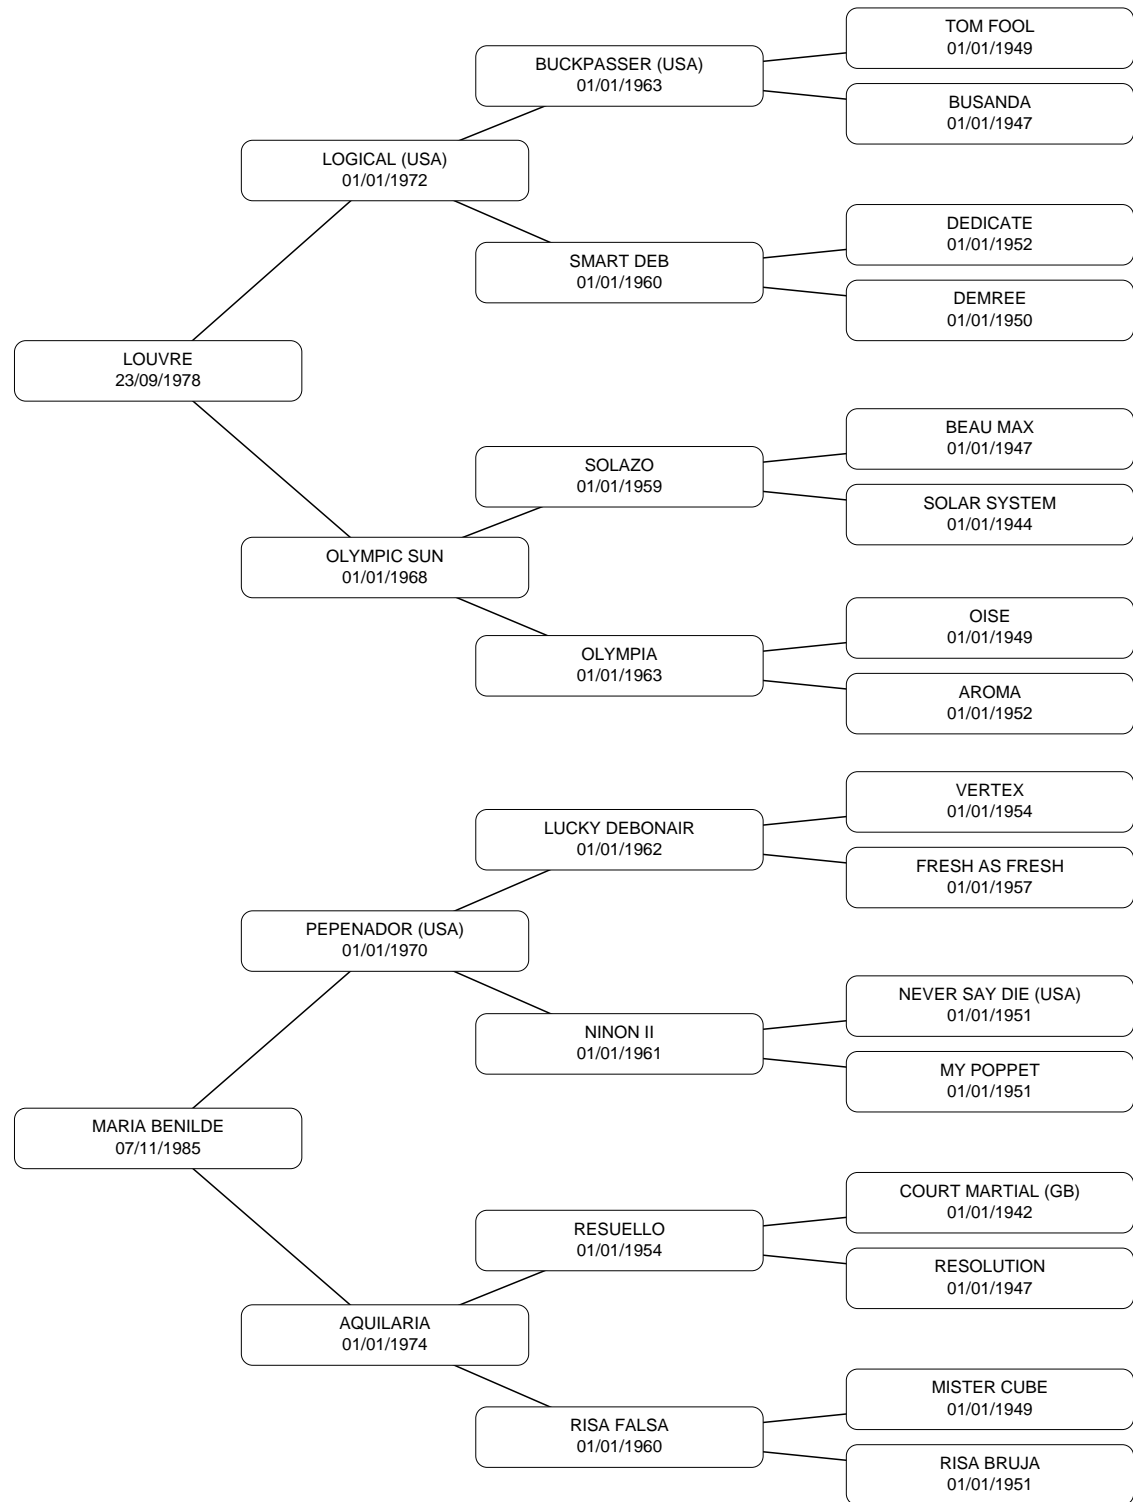 TOM FOOL
01/01/1949
BUCKPASSER (USA)
01/01/1963
BUSANDA
01/01/1947
LOGICAL (USA)
01/01/1972
DEDICATE
01/01/1952
SMART DEB
01/01/1960
DEMREE
01/01/1950
LOUVRE
23/09/1978
BEAU MAX
01/01/1947
SOLAZO
01/01/1959
SOLAR SYSTEM
01/01/1944
OLYMPIC SUN
01/01/1968
OISE
01/01/1949
OLYMPIA
01/01/1963
AROMA
01/01/1952
VERTEX
01/01/1954
LUCKY DEBONAIR
01/01/1962
FRESH AS FRESH
01/01/1957
PEPENADOR (USA)
01/01/1970
NEVER SAY DIE (USA)
01/01/1951
NINON II
01/01/1961
MY POPPET
01/01/1951
MARIA BENILDE
07/11/1985
COURT MARTIAL (GB)
01/01/1942
RESUELLO
01/01/1954
RESOLUTION
01/01/1947
AQUILARIA
01/01/1974
MISTER CUBE
01/01/1949
RISA FALSA
01/01/1960
RISA BRUJA
01/01/1951